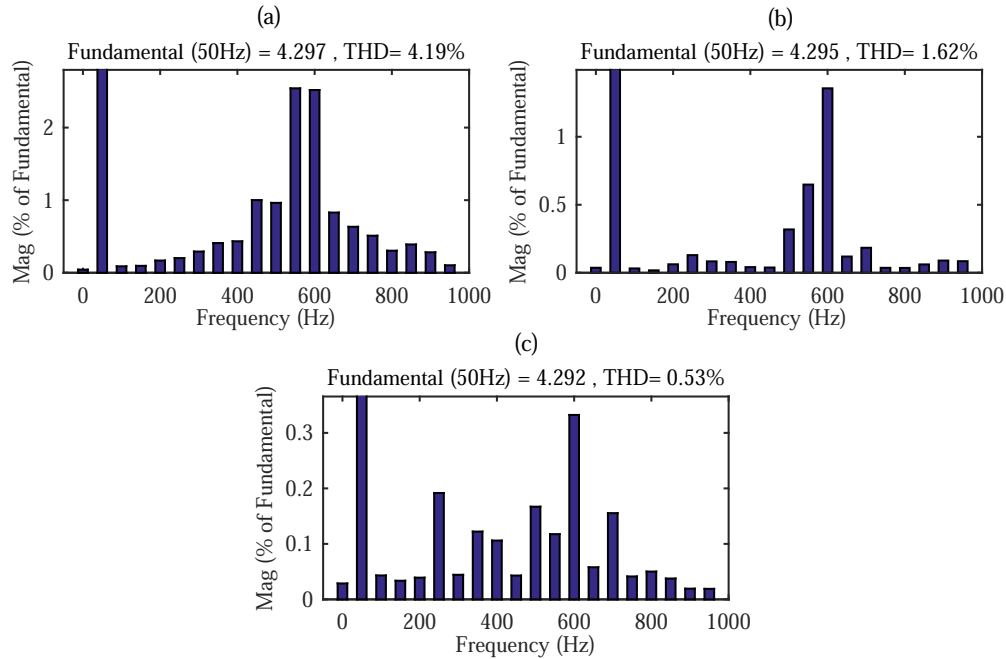 (a)
Fundamental (50Hz) = 4.297 , THD= 4.19%
Mag (% of Fundamental)
2
1
0
0 200 400 600 800 1000
Frequency (Hz)
(b)
Fundamental (50Hz) = 4.295 , THD= 1.62%
Mag (% of Fundamental)
1
0.5
0
0 200 400 600 800 1000
Frequency (Hz)
(c)
Fundamental (50Hz) = 4.292 , THD= 0.53%
Mag (% of Fundamental)
0.3
0.2
0.1
0
0 200 400 600 800 1000
Frequency (Hz)